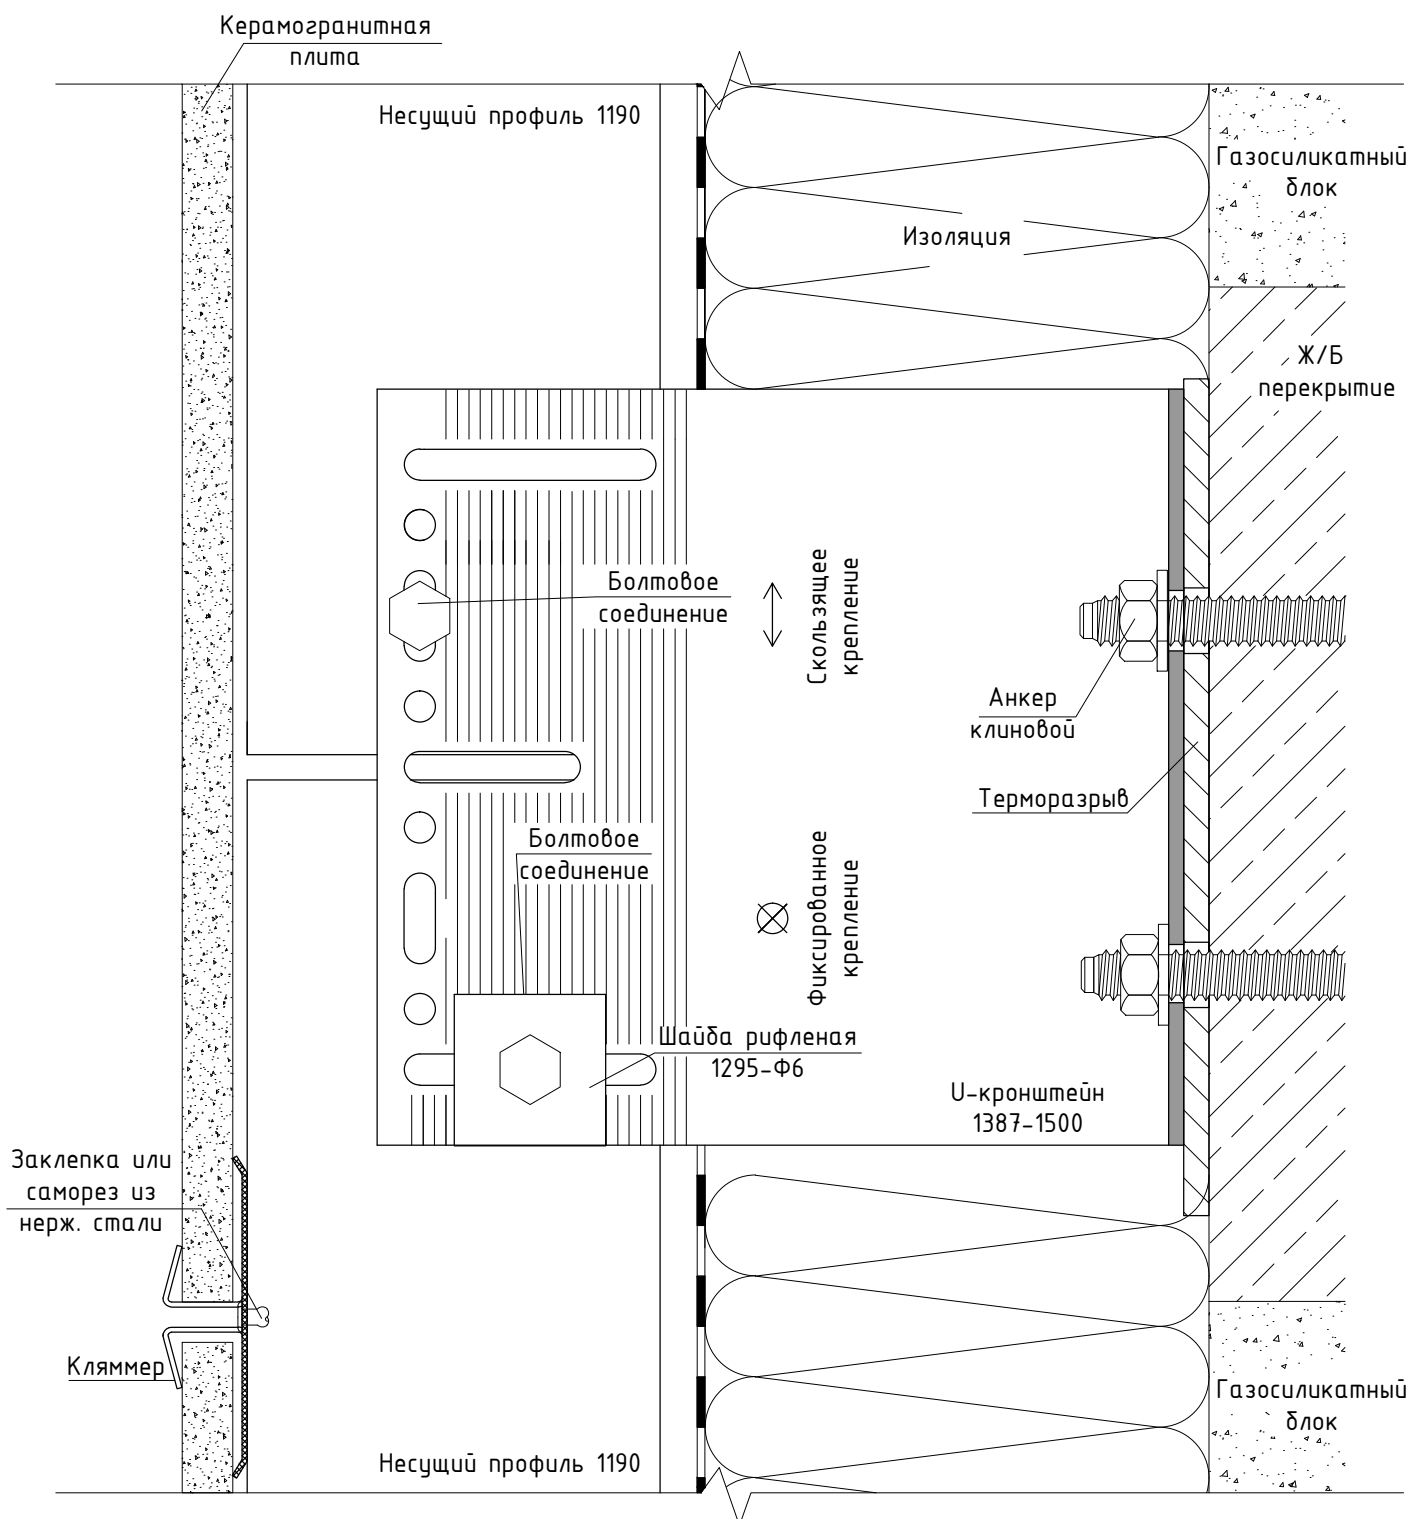 Керамогранитная
плита
Несущий профиль 1190
Газосиликатный
блок
Изоляция
Ж/Б
перекрытие
Болтовое
соединение
Скользящее
крепление
Анкер
клиновой
Терморазрыв
Болтовое
соединение
Фиксированное
крепление
Шайба рифленая
1295-Ф6
U-кронштейн
1387-1500
Заклепка или
саморез из
нерж. стали
Кляммер
Газосиликатный
блок
Несущий профиль 1190